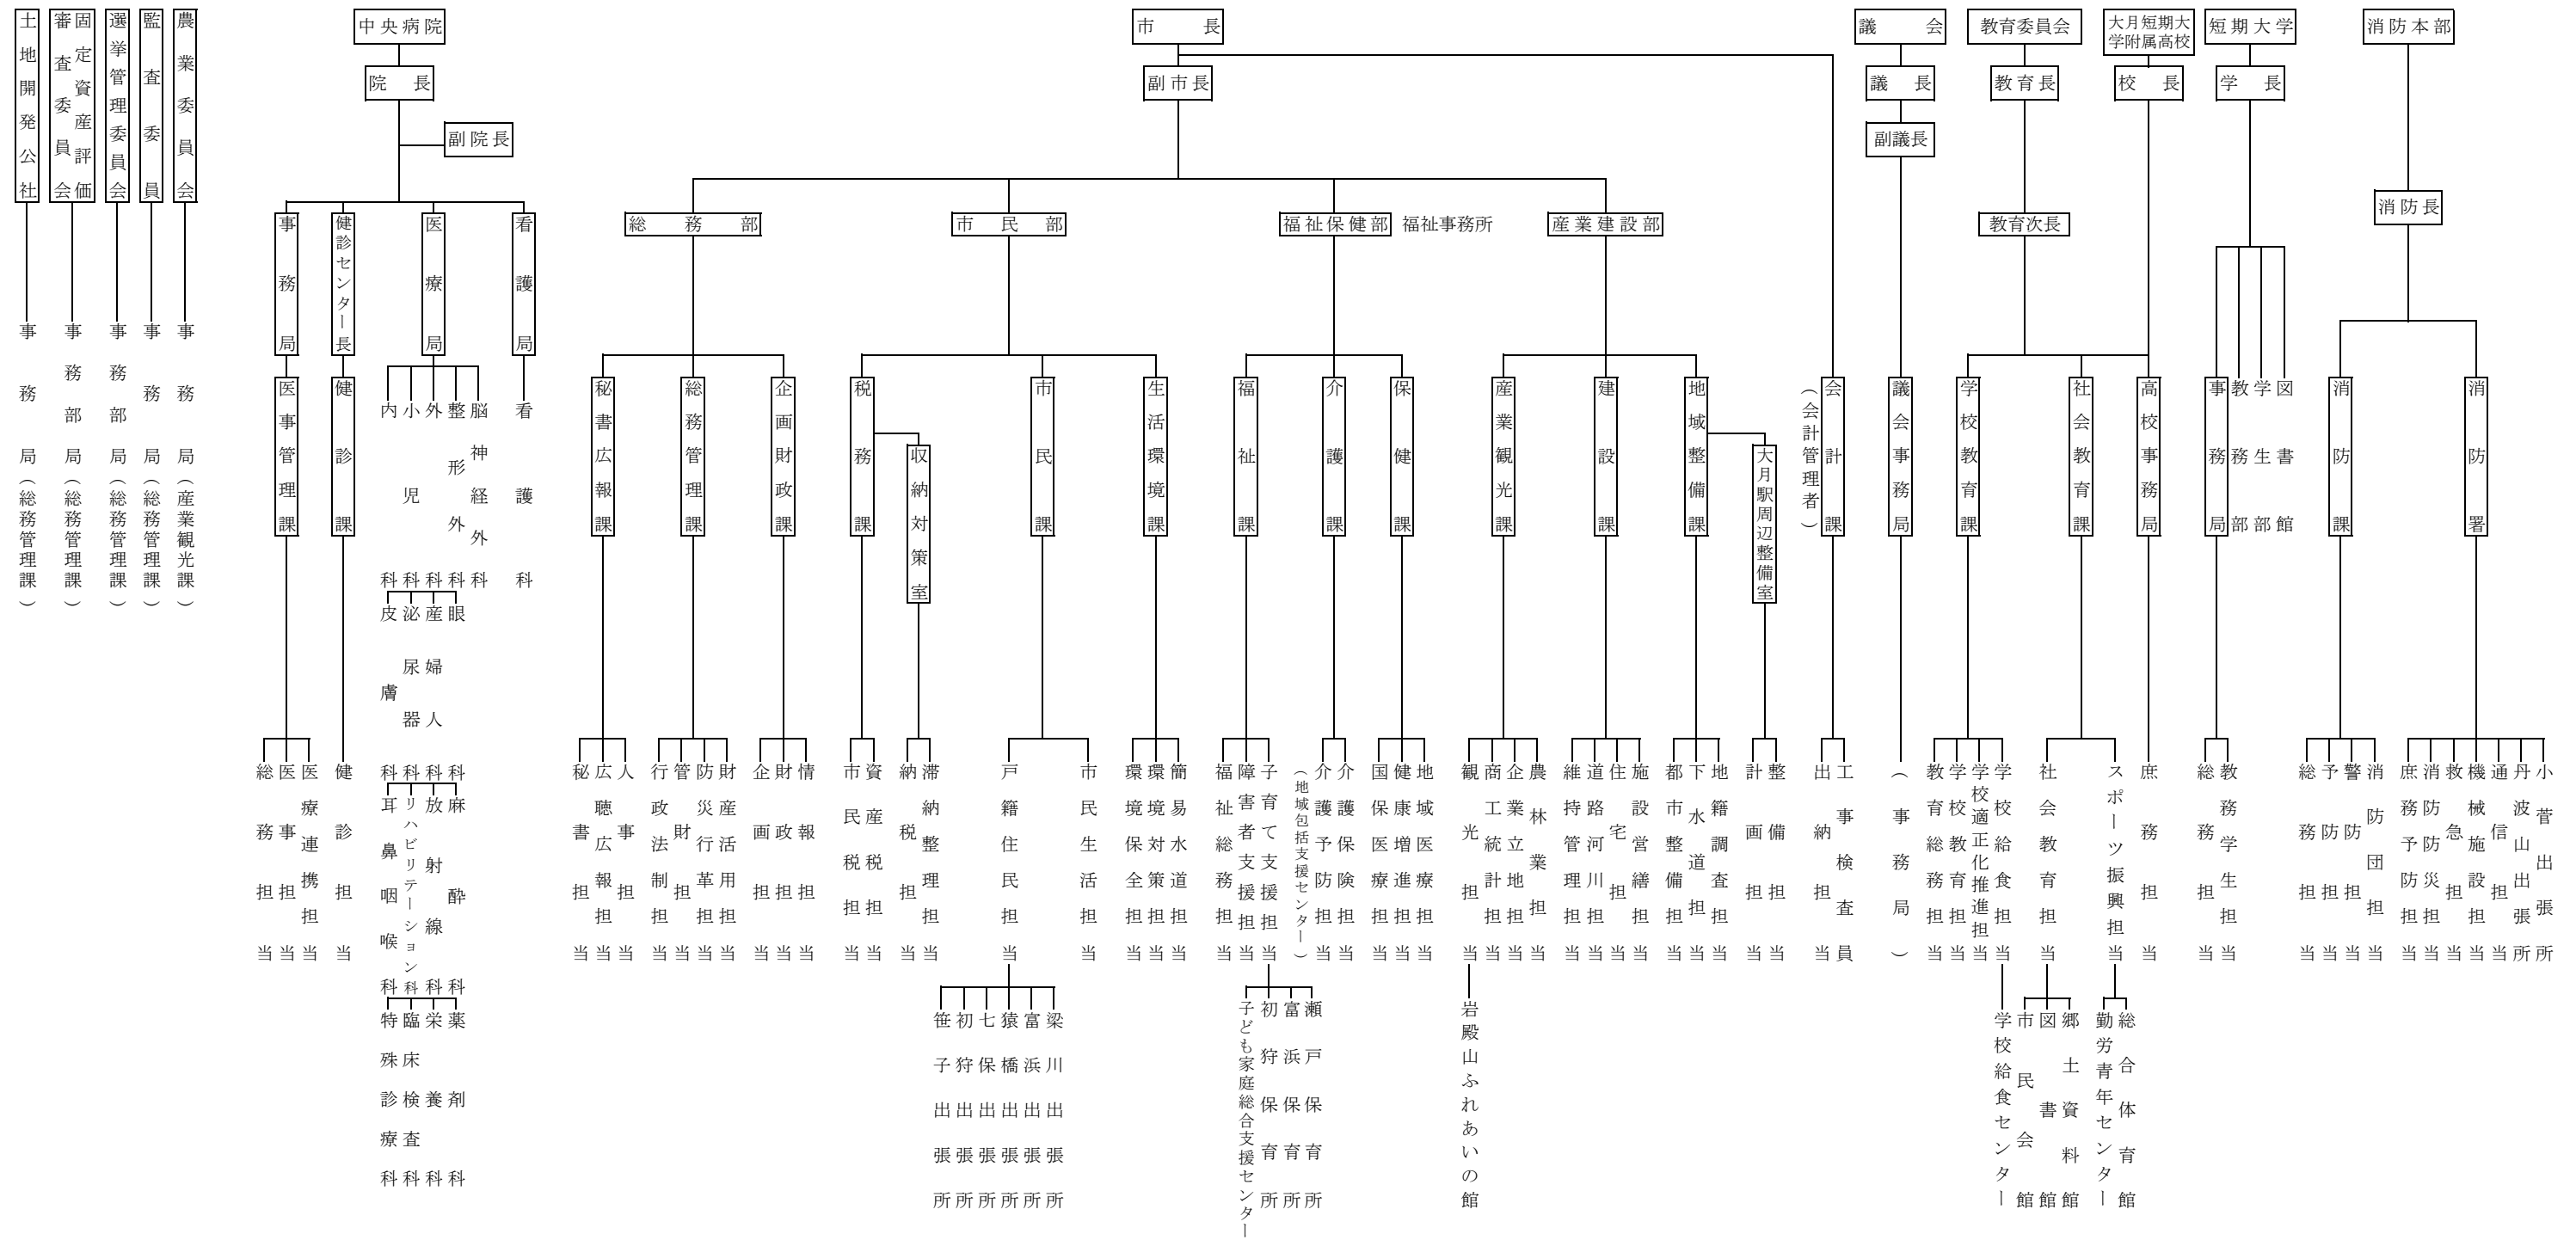 土地開発公社
固定資産評価
審査委員会
選挙管理委員会
監査委員
農業委員会
事務局(総務管理課)
事務部局(総務管理課)
事務部局(総務管理課)
事務局(総務管理課)
事務局(産業観光課)
中央病院
院長
副院長
事務局
健診センター長
医療局
看護局
医事管理課
健診課
内科
小児科
外科
整形外科
脳神経外科
看護科
皮膚科
泌尿器科
産婦人科
眼科
耳鼻咽喉科
リハビリテーション科
放射線科
麻酔科
特殊診療科
臨床検査科
栄養科
薬剤科
総務担当
医事担当
医療連携担当
健診担当
市長
副市長
総務部
市民部
福祉保健部
福祉事務所
産業建設部
秘書広報課
総務管理課
企画財政課
税務課
収納対策室
市民課
生活環境課
福祉課
介護課
保健課
産業観光課
建設課
地域整備課
大月駅周辺整備室
(会計管理者)
会計課
秘書担当
広聴広報担当
人事担当
行政法制担当
管財担当
防災行革担当
財産活用担当
企画担当
財政担当
情報担当
市民税担当
資産税担当
納税担当
滞納整理担当
戸籍住民担当
市民生活担当
環境保全担当
環境対策担当
簡易水道担当
福祉総務担当
障害者支援担当
子育て支援担当
(地域包括支援センター)
介護予防担当
介護保険担当
国保医療担当
健康増進担当
地域医療担当
観光担当
商工統計担当
企業立地担当
農林業担当
維持管理担当
道路河川担当
住宅担当
施設営繕担当
都市整備担当
下水道担当
地籍調査担当
計画担当
整備担当
出納担当
工事検査員
笹子出張所
初狩出張所
七保出張所
猿橋出張所
富浜出張所
梁川出張所
子ども家庭総合支援センター
初狩保育所
富浜保育所
瀬戸保育所
岩殿山ふれあいの館
議会
議長
副議長
議会事務局
(事務局)
教育委員会
教育長
教育次長
大月短期大
学附属高校
校長
学校教育課
社会教育課
高校事務局
教育総務担当
学校教育担当
学校適正化推進担当
学校給食担当
社会教育担当
スポーツ振興担当
庶務担当
学校給食センター
市民会館
図書館
郷土資料館
勤労青年センター
総合体育館
短期大学
学長
事務局
教務部
学生部
図書館
総務担当
教務学生担当
消防本部
消防長
消防課
消防署
総務担当
予防担当
警防担当
消防団担当
庶務予防担当
消防防災担当
救急担当
機械施設担当
通信担当
丹波山出張所
小菅出張所